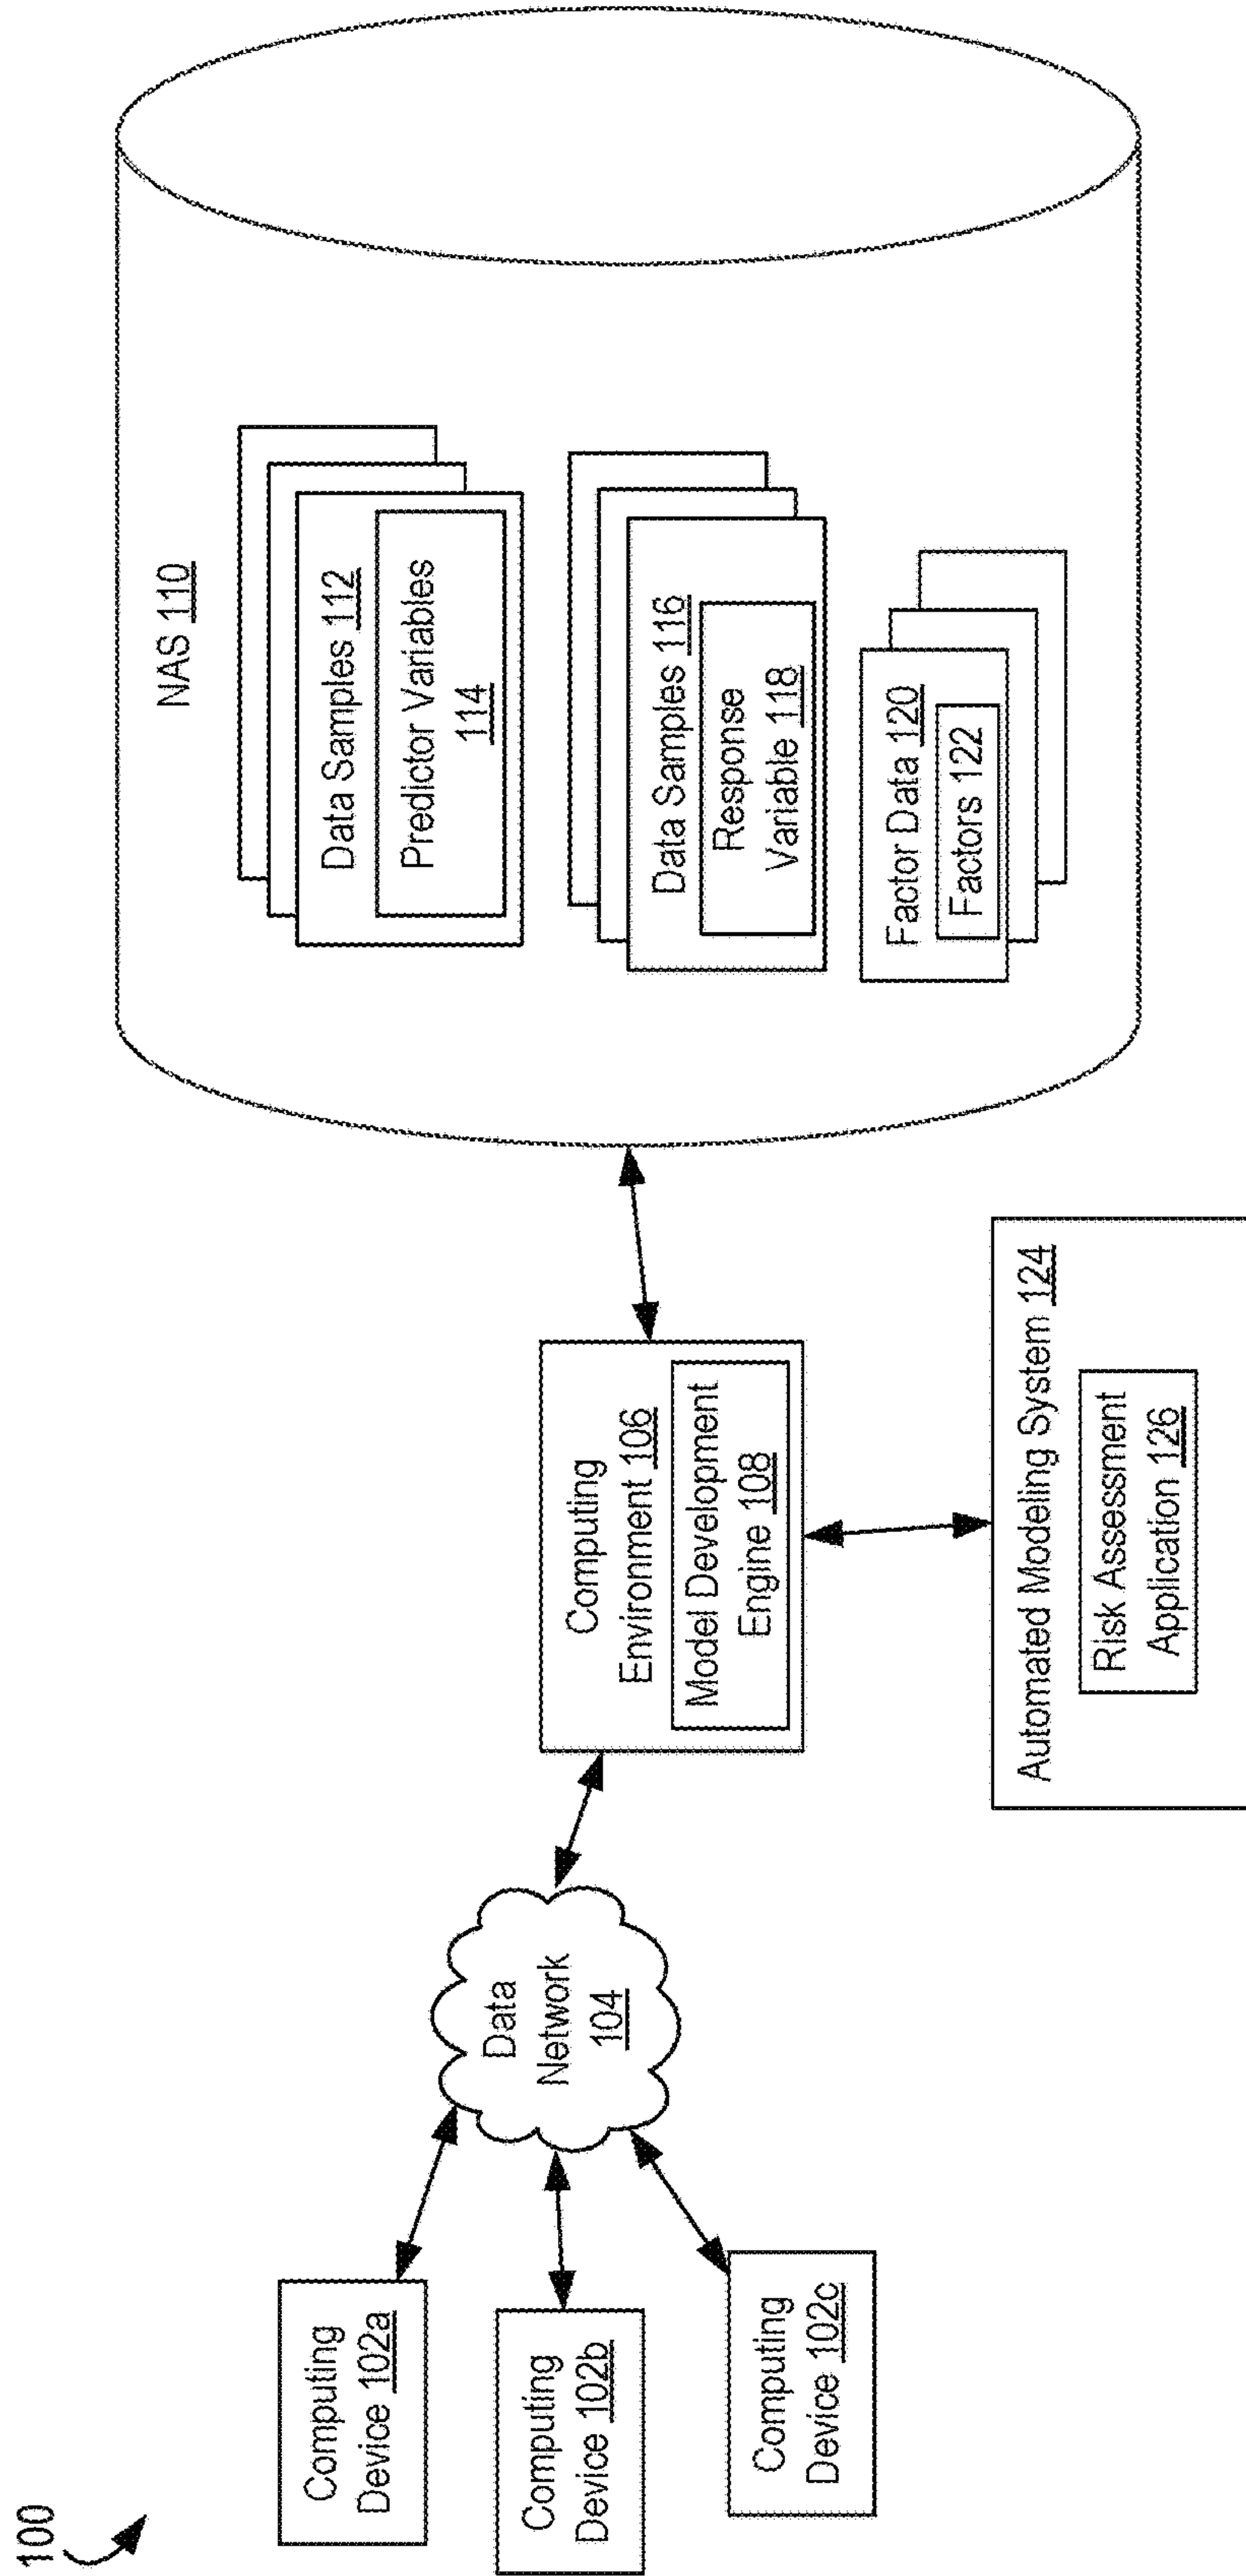 100
Computing
Device 102a
Computing
Device 102b
Computing
Device 102c
Data
Network
104
Computing
Environment 106
Model Development
Engine 108
Automated Modeling System 124
Risk Assessment
Application 126
NAS 110
Data Samples 112
Predictor Variables
114
Data Samples 116
Response
Variable 118
Factor Data 120
Factors 122